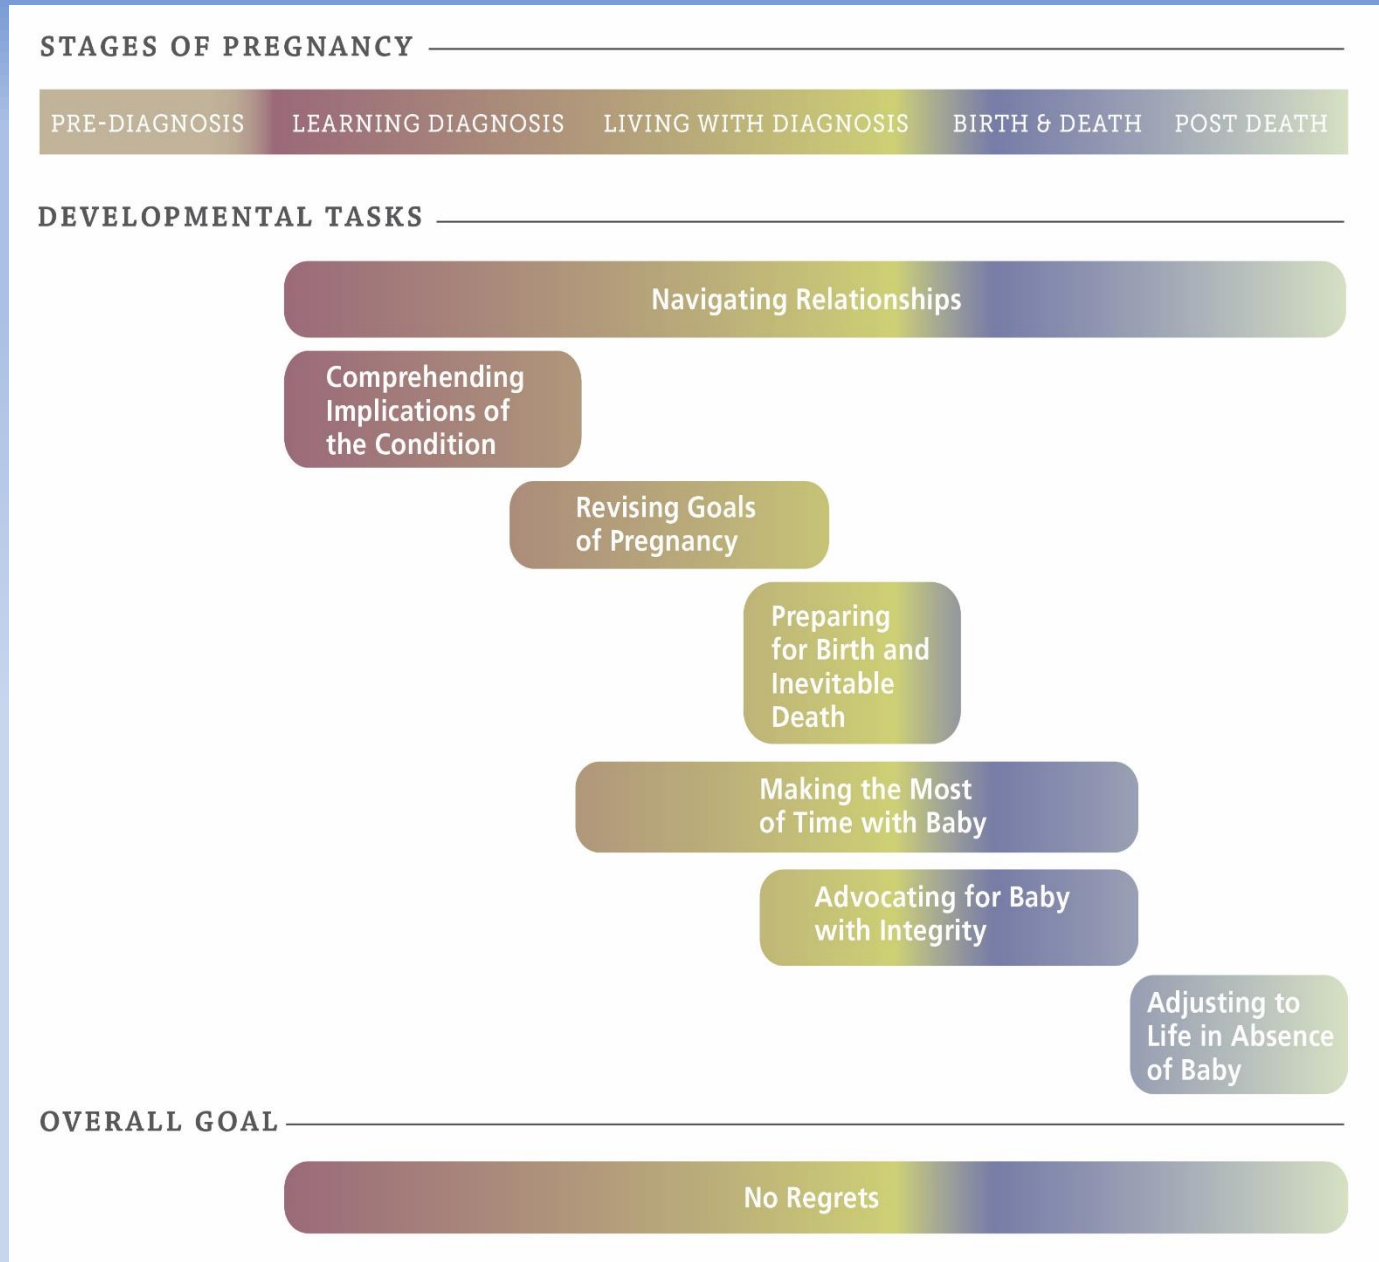 STAGES OF PREGNANCY
PRE-DIAGNOSIS LEARNING DIAGNOSIS LIVING WITH DIAGNOSIS BIRTH & DEATH POST DEATH
DEVELOPMENTAL TASKS
Navigating Relationships
Comprehending
Implications of
the Condition
Revising Goals
of Pregnancy
Preparing
for Birth and
Inevitable
Death
Making the Most
of Time with Baby
Advocating for Baby
with Integrity
Adjusting to
Life in Absence
of Baby
OVERALL GOAL
No Regrets